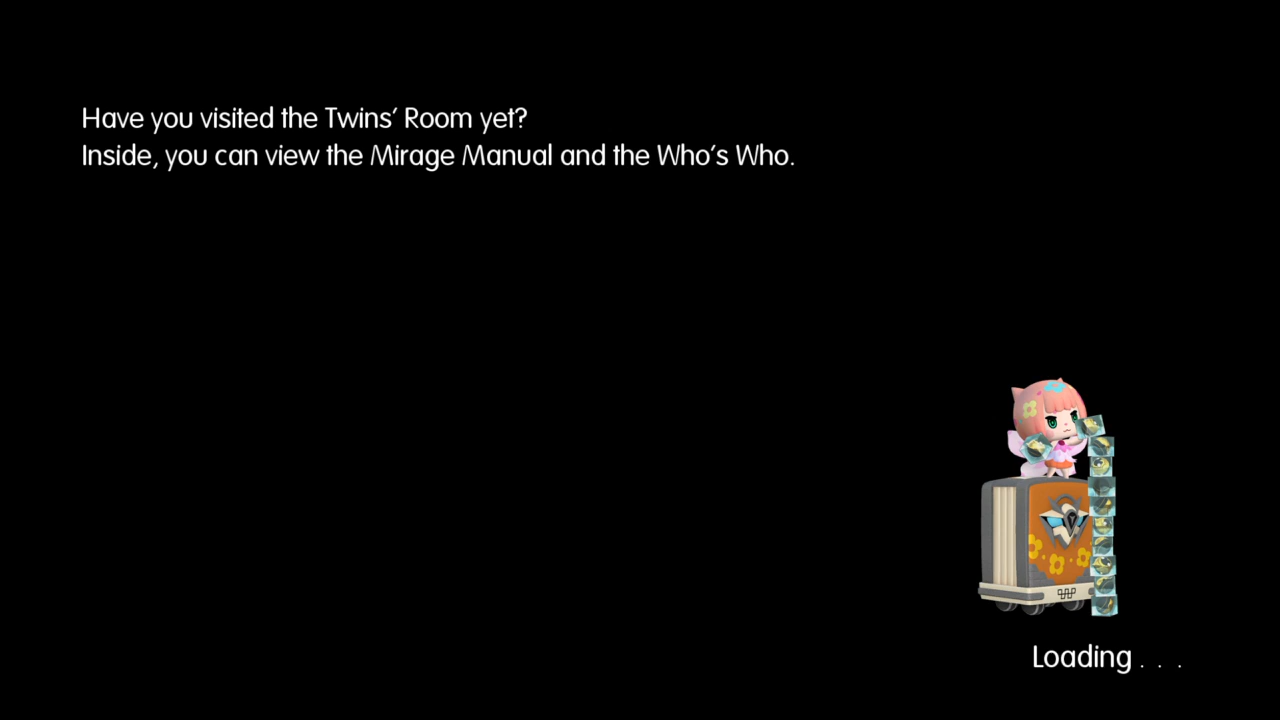 Have you visited the Twins' Room yet?
Inside, you can view the Mirage Manual and the Who's Who.
Loading . . .